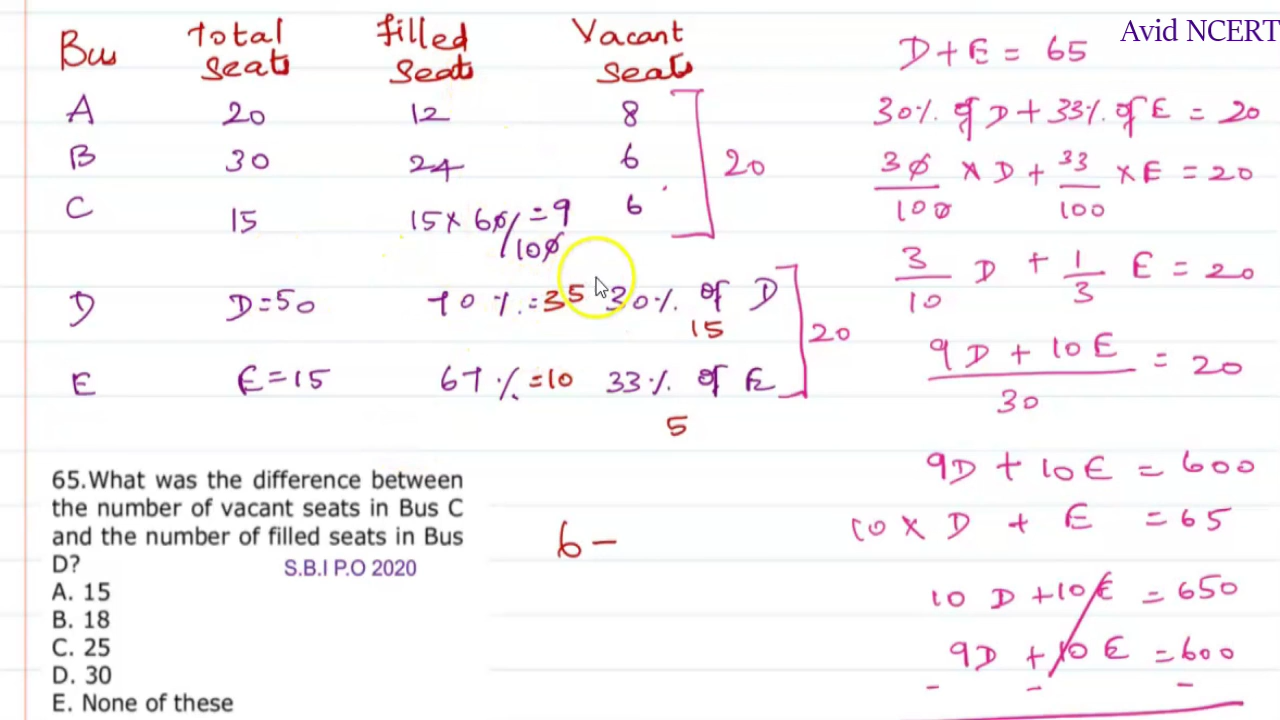 Avid NCERT
Bus Total Seats Filled Seats Vacant Seats
A 20 12 8
B 30 24 6
C 15 15 × 60/100 = 9 6
20
D D=50 70 % = 35 30% of D
15
E E=15 67 % = 10 33% of E
5
20
65.What was the difference between
the number of vacant seats in Bus C
and the number of filled seats in Bus
D?
S.B.I P.O 2020
A. 15
B. 18
C. 25
D. 30
E. None of these
6 –
D + E = 65
30% of D + 33% of E = 20
30/100 × D + 33/100 × E = 20
3/10 D + 1/3 E = 20
9D + 10E / 30 = 20
9D + 10E = 600
10 × D + E = 65
10 D + 10 E = 650
9D + 10 E = 600
- - -